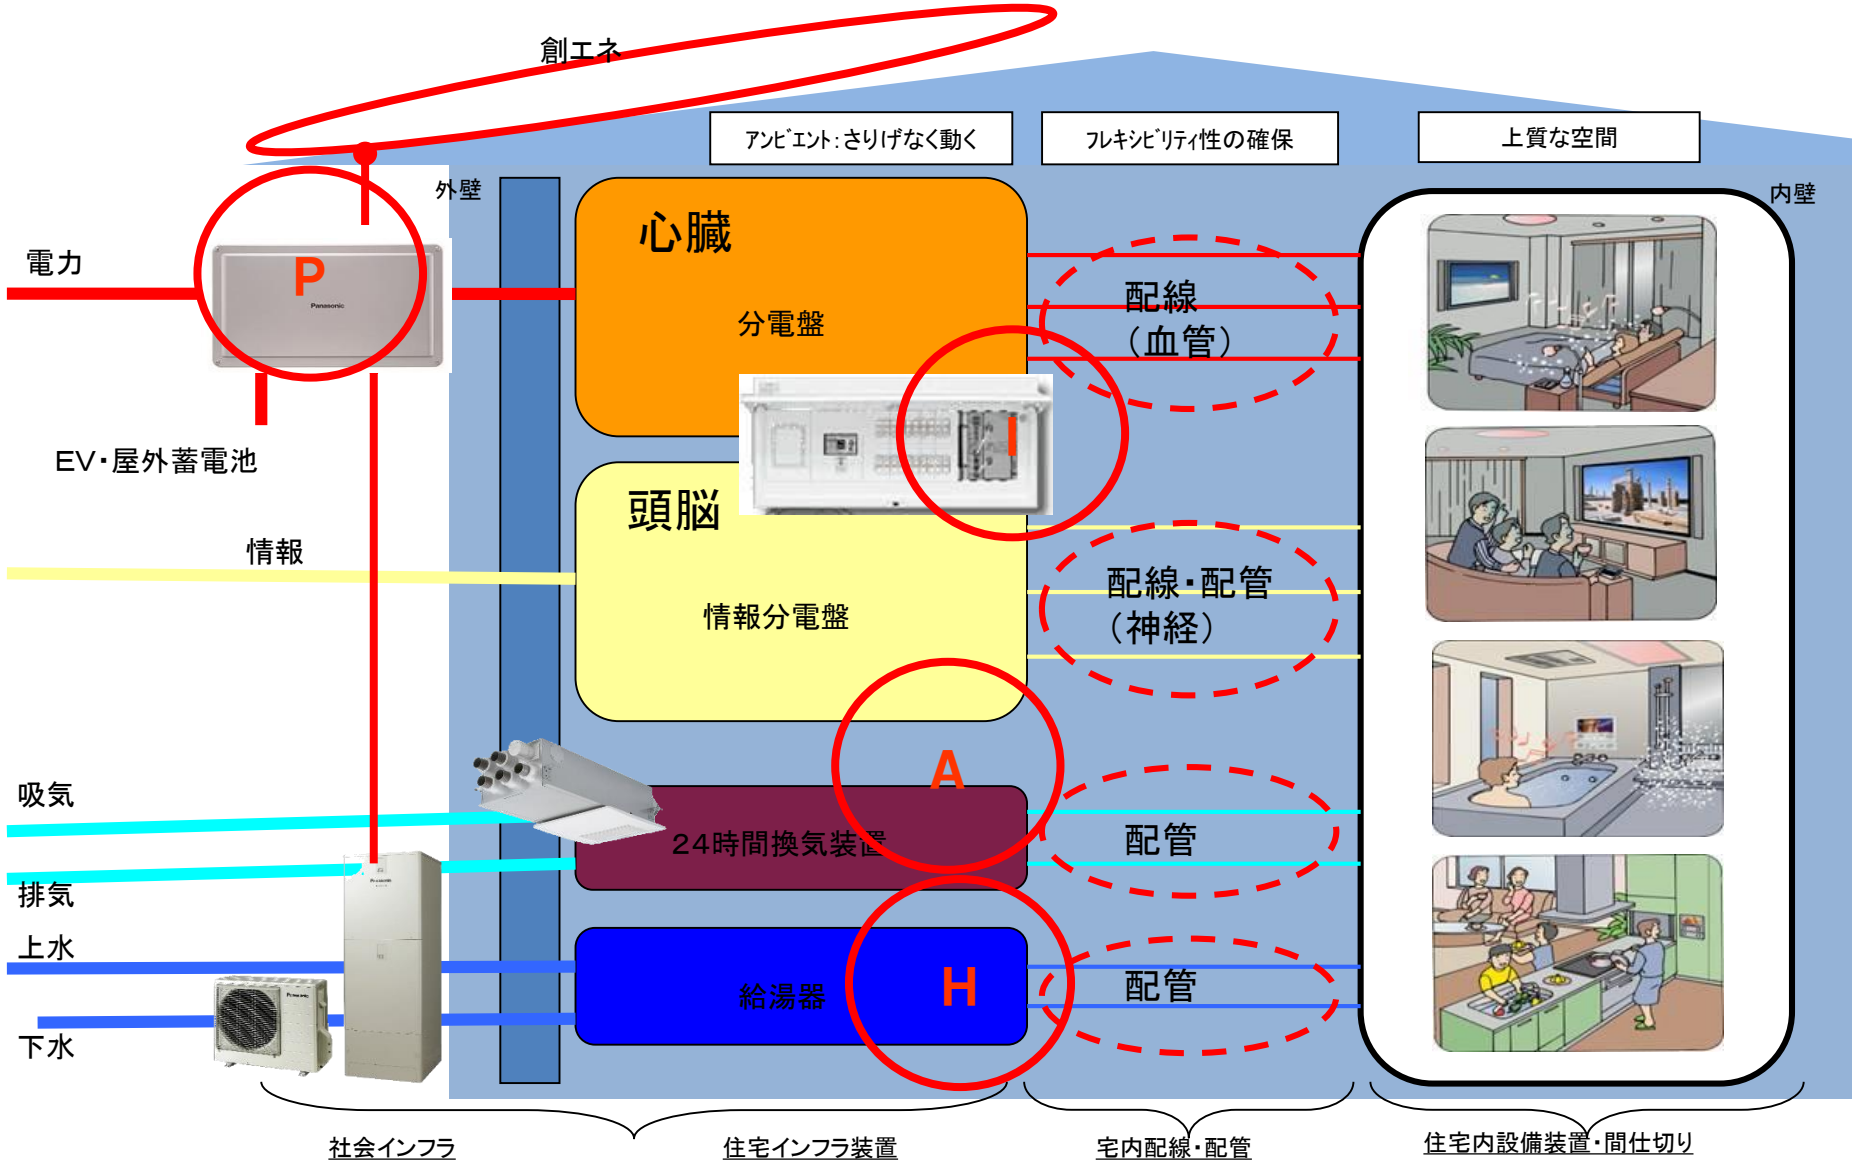 創エネ
アンビエント：さりげなく動く
フレキシビリティ性の確保
上質な空間
外壁
内壁
電力
P
Panasonic
心臓
分電盤
配線
（血管）
EV・屋外蓄電池
頭脳
情報
情報分電盤
配線・配管
（神経）
A
吸気
24時間換気装置
配管
排気
Panasonic
上水
Panasonic
給湯器
H
配管
下水
社会インフラ
住宅インフラ装置
宅内配線・配管
住宅内設備装置・間仕切り